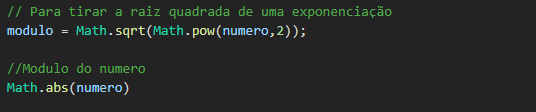 // Para tirar a raiz quadrada de uma exponenciação
modulo = Math.sqrt(Math.pow(numero,2));
//Modulo do numero
Math.abs(numero)